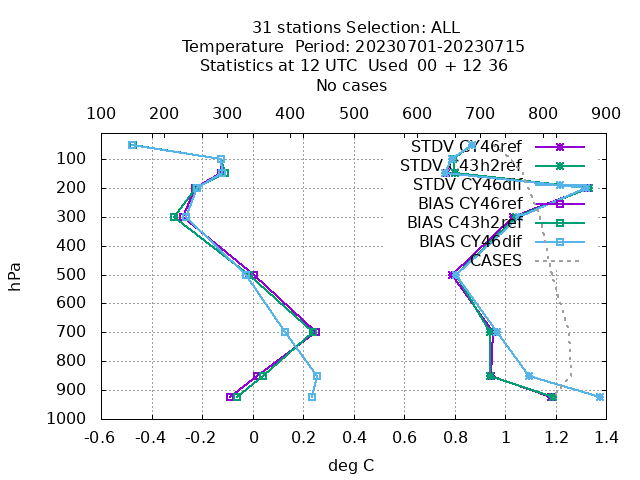 31 stations Selection: ALL
Temperature  Period: 20230701-20230715
Statistics at 12 UTC  Used  00 + 12 36
No cases
100 200 300 400 500 600 700 800 900
STDV CY46ref
STDV C43h2ref
STDV CY46dif
BIAS CY46ref
BIAS C43h2ref
BIAS CY46dif
CASES
100
200
300
400
500
600
700
800
900
1000
hPa
-0.6 -0.4 -0.2 0 0.2 0.4 0.6 0.8 1 1.2 1.4
deg C